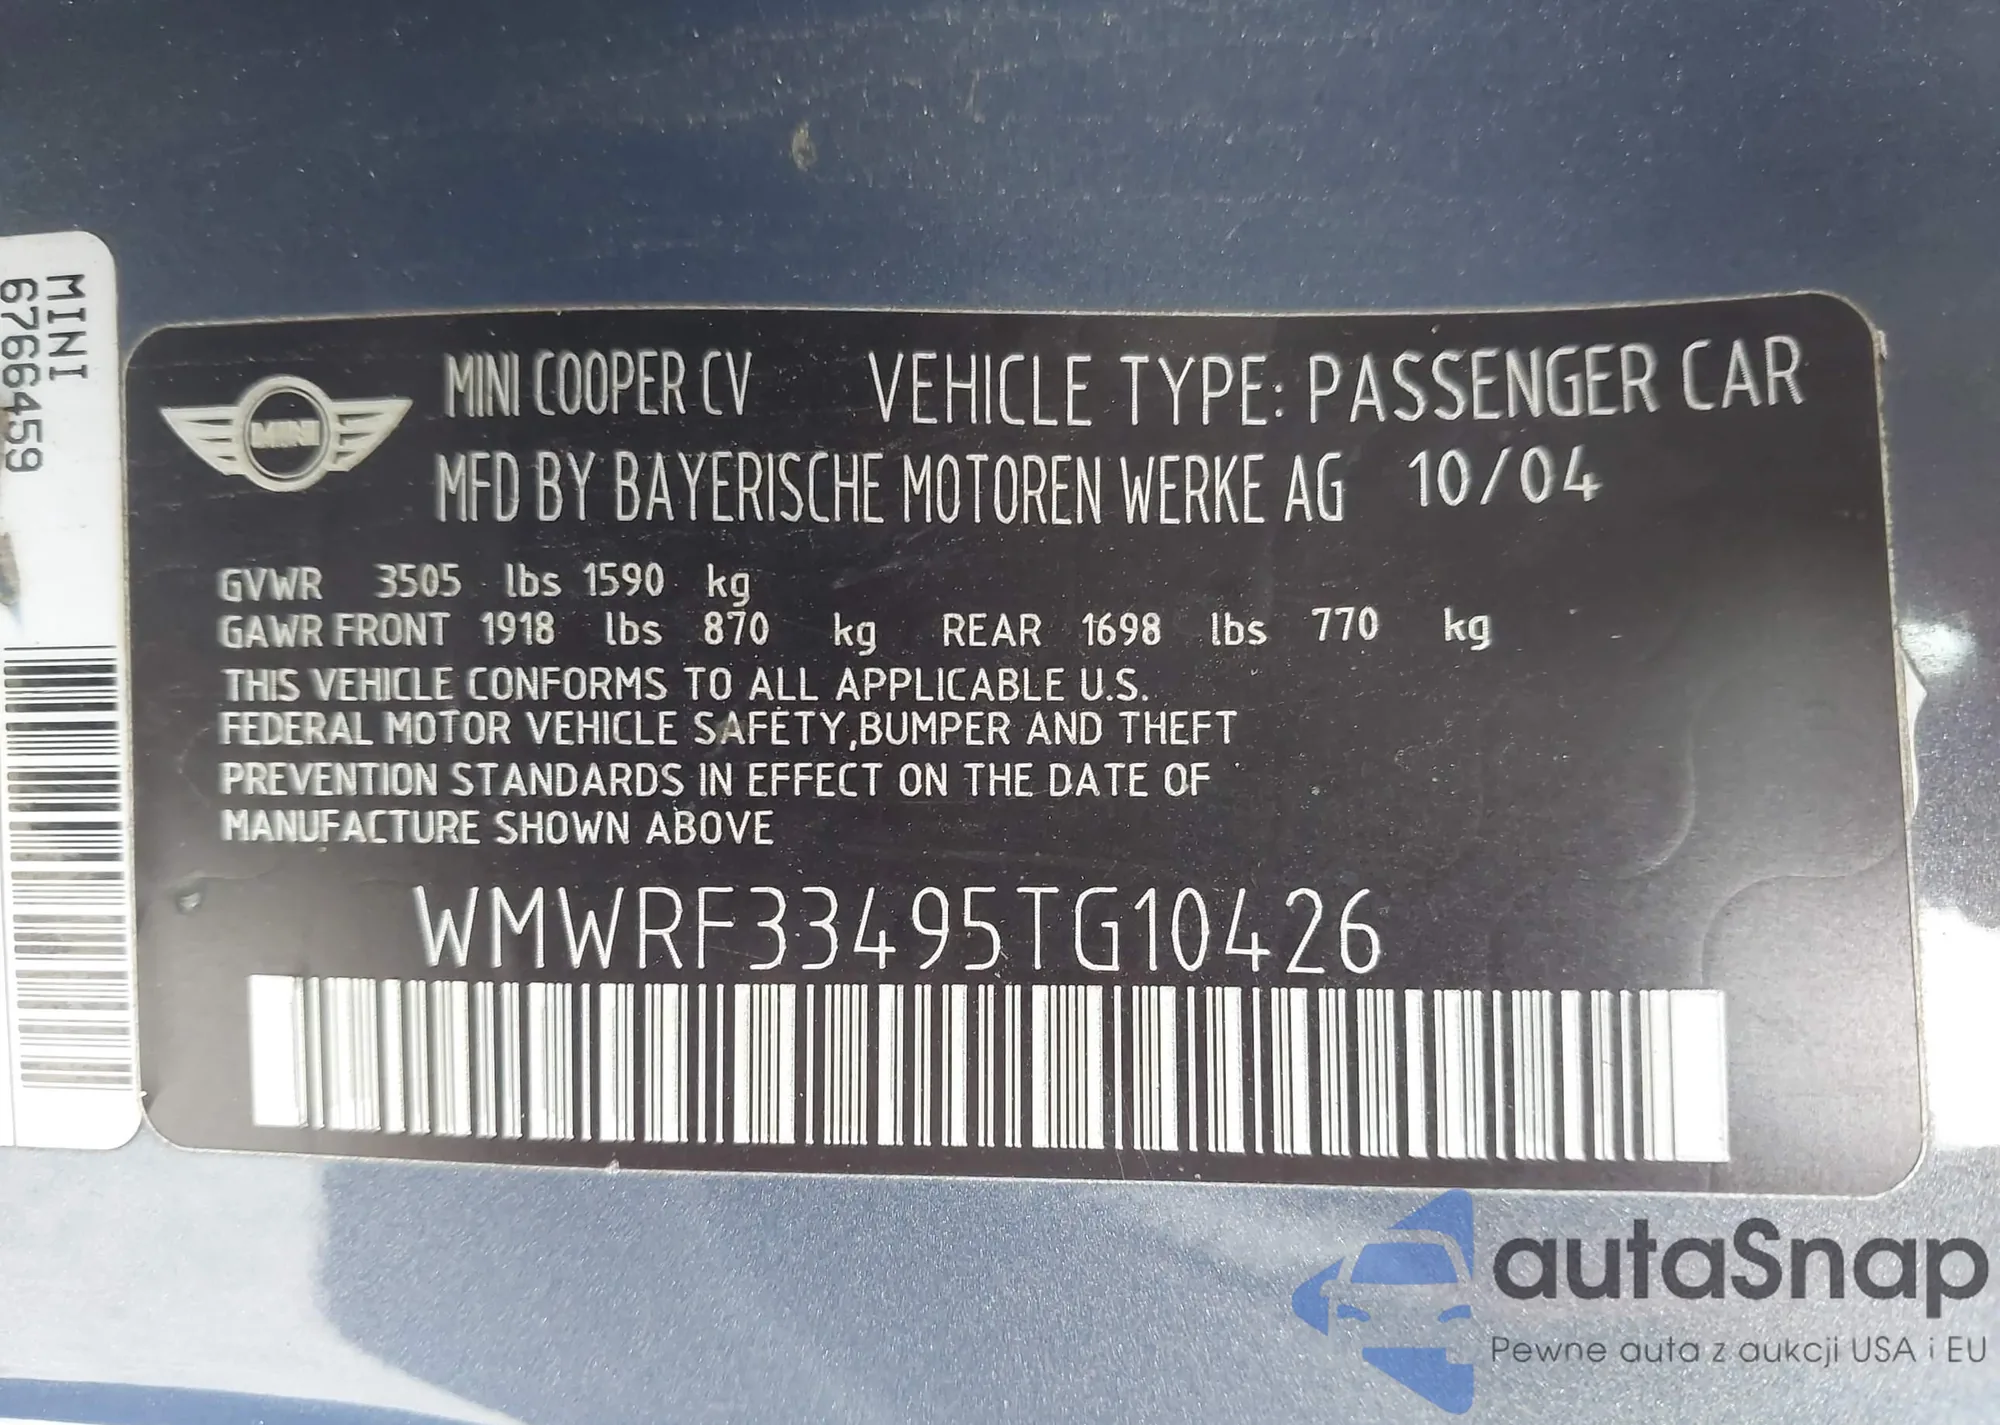 MINI
6766459
MINI
MINI COOPER CV VEHICLE TYPE: PASSENGER CAR
MFD BY BAYERISCHE MOTOREN WERKE AG 10/04
GVWR 3505 lbs 1590 kg
GAWR FRONT 1918 lbs 870 kg REAR 1698 lbs 770 kg
THIS VEHICLE CONFORMS TO ALL APPLICABLE U.S.
FEDERAL MOTOR VEHICLE SAFETY,BUMPER AND THEFT
PREVENTION STANDARDS IN EFFECT ON THE DATE OF
MANUFACTURE SHOWN ABOVE
WMWRF33495TG10426
autaSnap
Pewne auta z aukcji USA i EU